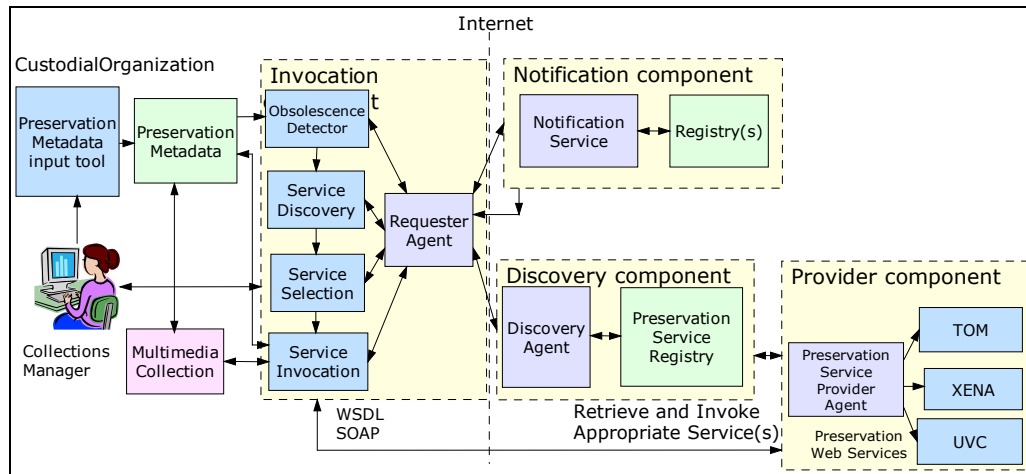 Internet
CustodialOrganization
Preservation
Metadata
input tool
Preservation
Metadata
Collections
Manager
Multimedia
Collection
Invocation
Obsolescence
Detector
Service
Discovery
Service
Selection
Service
Invocation
Requester
Agent
WSDL
SOAP
Notification component
Notification
Service
Registry(s)
Discovery component
Discovery
Agent
Preservation
Service
Registry
Retrieve and Invoke
Appropriate Service(s)
Provider component
Preservation
Service
Provider
Agent
TOM
XENA
UVC
Preservation
Web Services